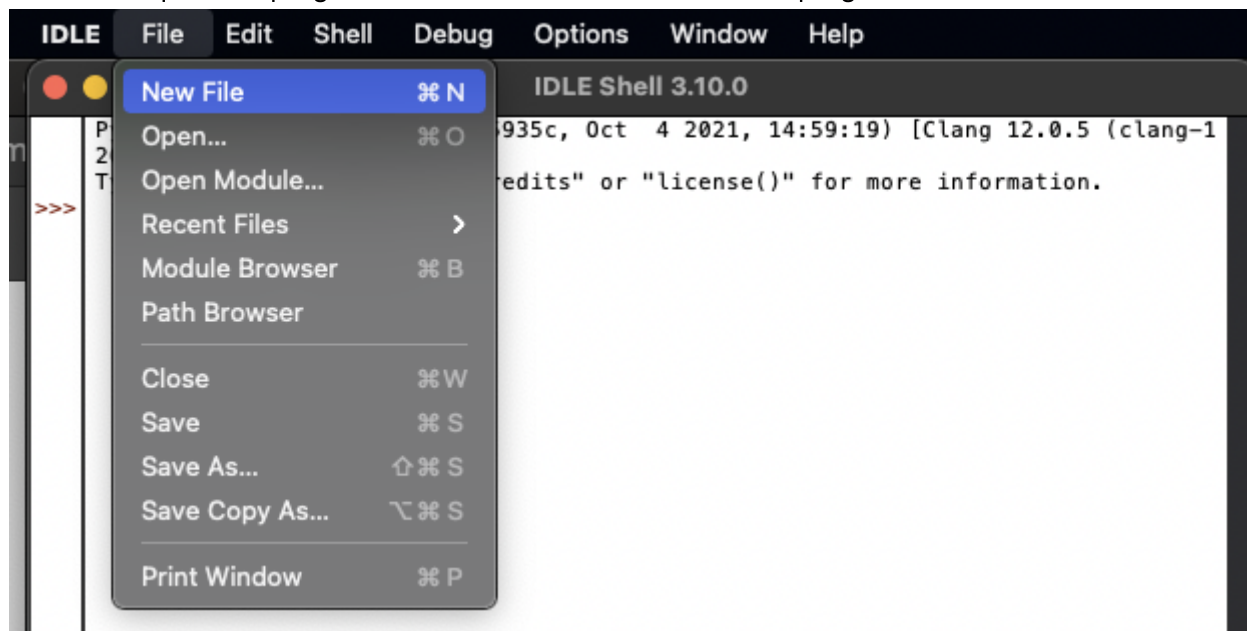 IDLE File Edit Shell Debug Options Window Help
IDLE Shell 3.10.0
New File ⌘ N
Open... ⌘ O
Open Module...
Recent Files >
Module Browser ⌘ B
Path Browser
Close ⌘ W
Save ⌘ S
Save As... ⇧ ⌘ S
Save Copy As... ⌥ ⌘ S
Print Window ⌘ P
935c, Oct 4 2021, 14:59:19) [Clang 12.0.5 (clang-1
2
redits" or "license()" for more information.
>>>